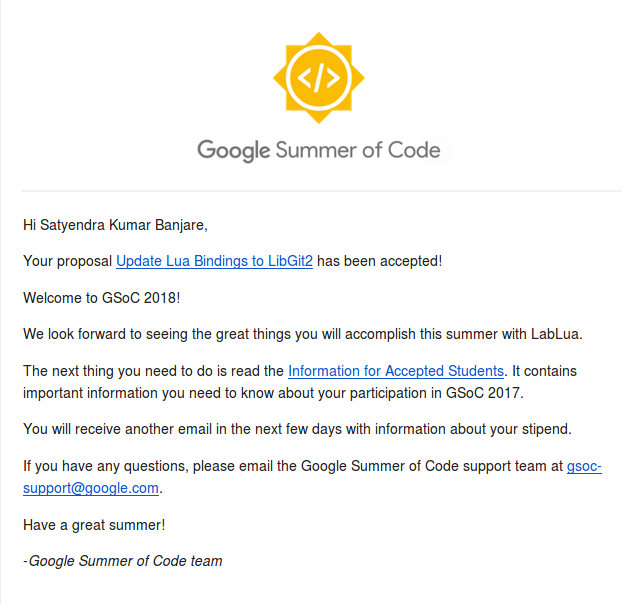 </>
Google Summer of Code
Hi Satyendra Kumar Banjare,
Your proposal Update Lua Bindings to LibGit2 has been accepted!
Welcome to GSoC 2018!
We look forward to seeing the great things you will accomplish this summer with LabLua.
The next thing you need to do is read the Information for Accepted Students. It contains
important information you need to know about your participation in GSoC 2017.
You will receive another email in the next few days with information about your stipend.
If you have any questions, please email the Google Summer of Code support team at gsoc-
support@google.com.
Have a great summer!
-Google Summer of Code team